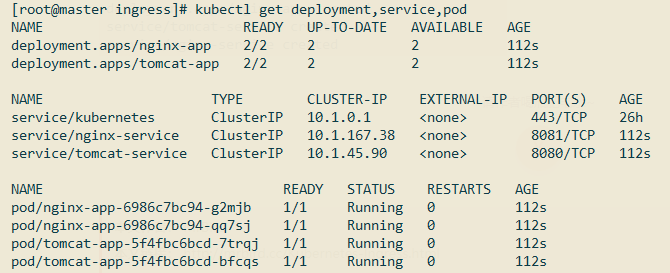 [root@master ingress]# kubectl get deployment,service,pod
NAME READY UP-TO-DATE AVAILABLE AGE
deployment.apps/nginx-app 2/2 2 2 112s
deployment.apps/tomcat-app 2/2 2 2 112s
NAME TYPE CLUSTER-IP EXTERNAL-IP PORT(S) AGE
service/kubernetes ClusterIP 10.1.0.1 <none> 443/TCP 26h
service/nginx-service ClusterIP 10.1.167.38 <none> 8081/TCP 112s
service/tomcat-service ClusterIP 10.1.45.90 <none> 8080/TCP 112s
NAME READY STATUS RESTARTS AGE
pod/nginx-app-6986c7bc94-g2mjb 1/1 Running 0 112s
pod/nginx-app-6986c7bc94-qq7sj 1/1 Running 0 112s
pod/tomcat-app-5f4fbc6bcd-7trqj 1/1 Running 0 112s
pod/tomcat-app-5f4fbc6bcd-bfcqs 1/1 Running 0 112s